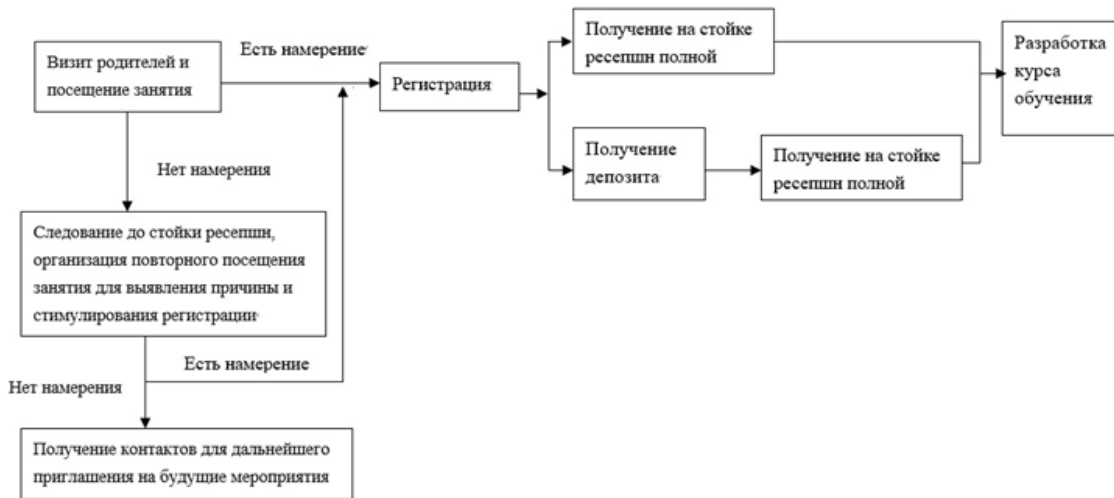 Визит родителей и
посещение занятия
Есть намерение
Регистрация
Получение на стойке
ресепшн полной
Разработка
курса
обучения
Получение
депозита
Получение на стойке
ресепшн полной
Нет намерения
Следование до стойки ресепшн,
организация повторного посещения
занятия для выявления причины и
стимулирования регистрации
Есть намерение
Нет намерения
Получение контактов для дальнейшего
приглашения на будущие мероприятия